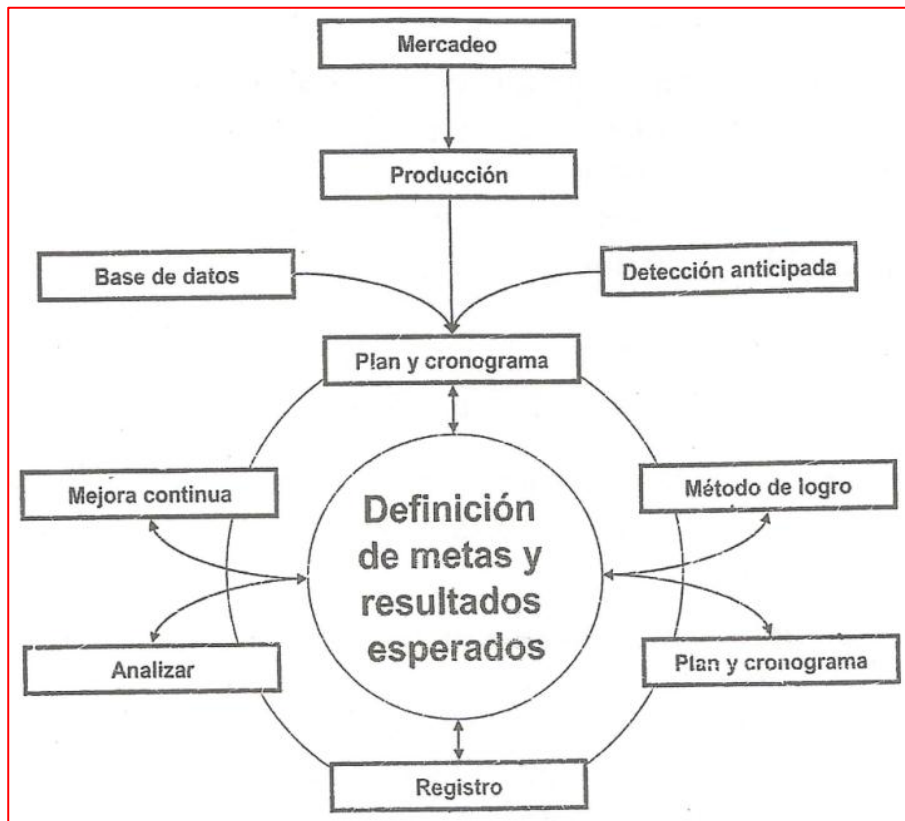 Mercadeo
Producción
Base de datos
Detección anticipada
Plan y cronograma
Mejora continua
Método de logro
Definición
de metas y
resultados
esperados
Analizar
Plan y cronograma
Registro